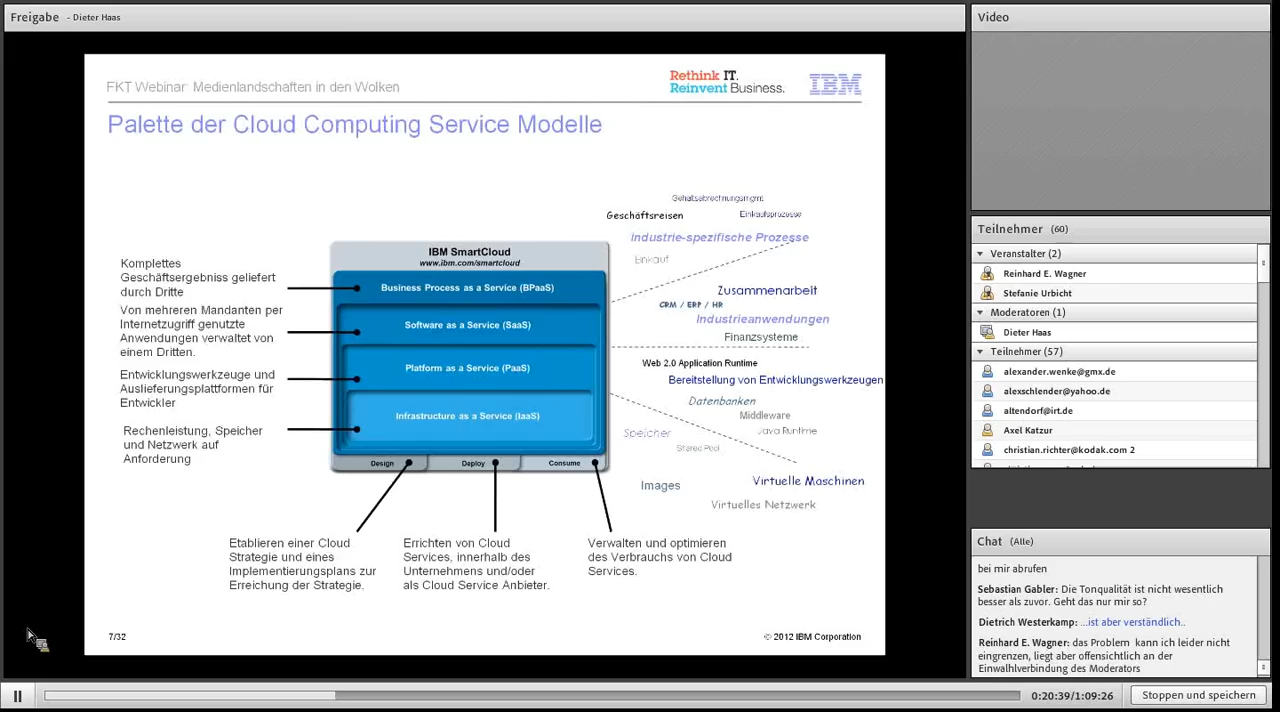 Freigabe - Dieter Haas
FKT Webinar: Medienlandschaften in den Wolken
Rethink IT.
Reinvent Business.
IBM
Palette der Cloud Computing Service Modelle
Komplettes
Geschäftsergebniss geliefert
durch Dritte
Von mehreren Mandanten per
Internetzugriff genutzte
Anwendungen verwaltet von
einem Dritten.
Entwicklungswerkzeuge und
Auslieferungsplattformen für
Entwickler
Rechenleistung, Speicher
und Netzwerk auf
Anforderung
IBM SmartCloud
www.ibm.com/smartcloud
Business Process as a Service (BPaaS)
Software as a Service (SaaS)
Platform as a Service (PaaS)
Infrastructure as a Service (IaaS)
Design Deploy Consume
Gehaltsabrechnungsmgmt
Geschäftsreisen
Einkaufsprozesse
Industrie-spezifische Prozesse
Einkauf
Zusammenarbeit
CRM / ERP / HR
Industrieanwendungen
Finanzsysteme
Web 2.0 Application Runtime
Bereitstellung von Entwicklungswerkzeugen
Datenbanken
Middleware
Speicher
Java Runtime
Shared Pool
Virtuelle Maschinen
Images
Virtuelles Netzwerk
Etablieren einer Cloud
Strategie und eines
Implementierungsplans zur
Erreichung der Strategie.
Errichten von Cloud
Services, innerhalb des
Unternehmens und/oder
als Cloud Service Anbieter.
Verwalten und optimieren
des Verbrauchs von Cloud
Services.
7/32
© 2012 IBM Corporation
Video
Teilnehmer (60)
Veranstalter (2)
Reinhard E. Wagner
Stefanie Urbicht
Moderatoren (1)
Dieter Haas
Teilnehmer (57)
alexander.wenke@gmx.de
alexschlender@yahoo.de
altendorf@irt.de
Axel Katzur
christian.richter@kodak.com 2
Chat (Alle)
bei mir abrufen
Sebastian Gabler: Die Tonqualität ist nicht wesentlich
besser als zuvor. Geht das nur mir so?
Dietrich Westerkamp: ...ist aber verständlich..
Reinhard E. Wagner: das Problem kann ich leider nicht
eingrenzen, liegt aber offensichtlich an der
Einwahlverbindung des Moderators
0:20:39/1:09:26
Stoppen und speichern